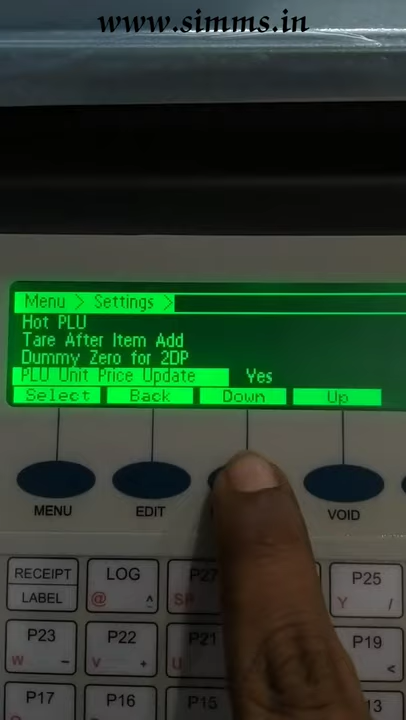 www.simms.in
Menu > Settings >
Hot PLU
Tare After Item Add
Dummy Zero for 2DP
PLU Unit Price Update Yes
Select Back Down Up
MENU EDIT VOID
RECEIPT LOG P27 P25
LABEL @ ^ SP Y /
P23 P22 P21 P19
W - V + U <
P17 P16 P15 13